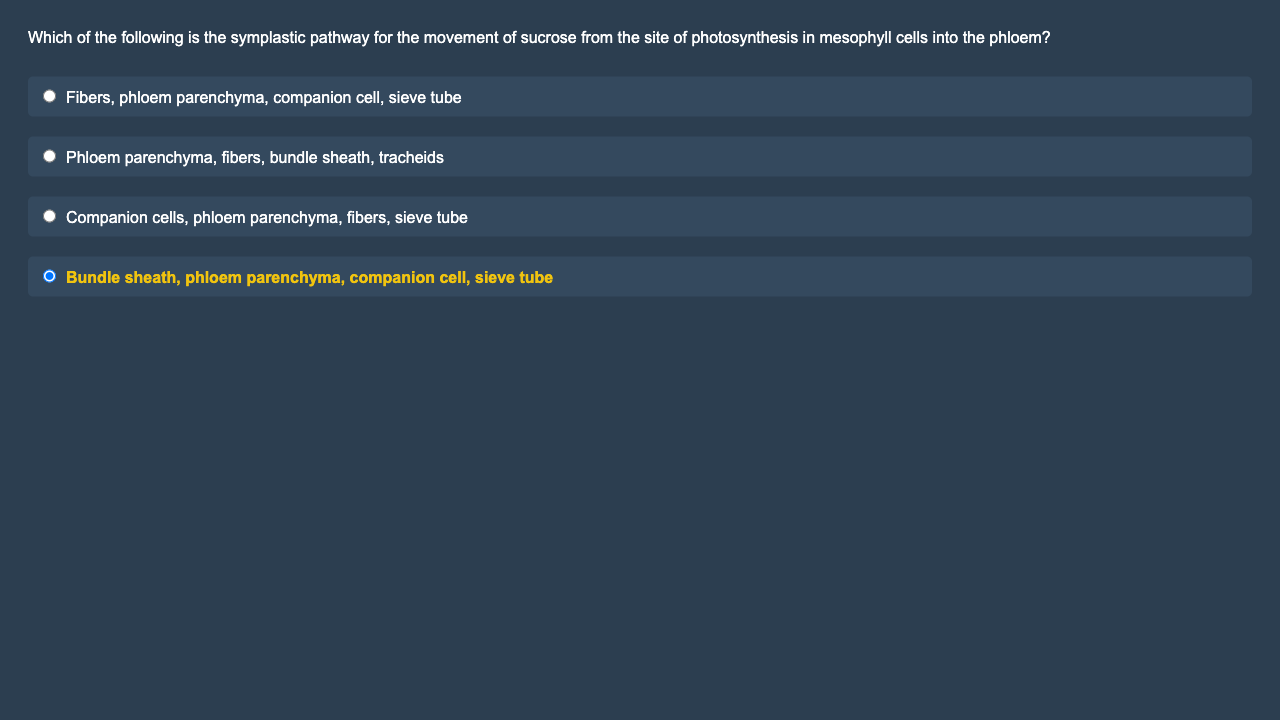 Which of the following is the symplastic pathway for the movement of sucrose from the site of photosynthesis in mesophyll cells into the phloem?
Fibers, phloem parenchyma, companion cell, sieve tube
Phloem parenchyma, fibers, bundle sheath, tracheids
Companion cells, phloem parenchyma, fibers, sieve tube
Bundle sheath, phloem parenchyma, companion cell, sieve tube